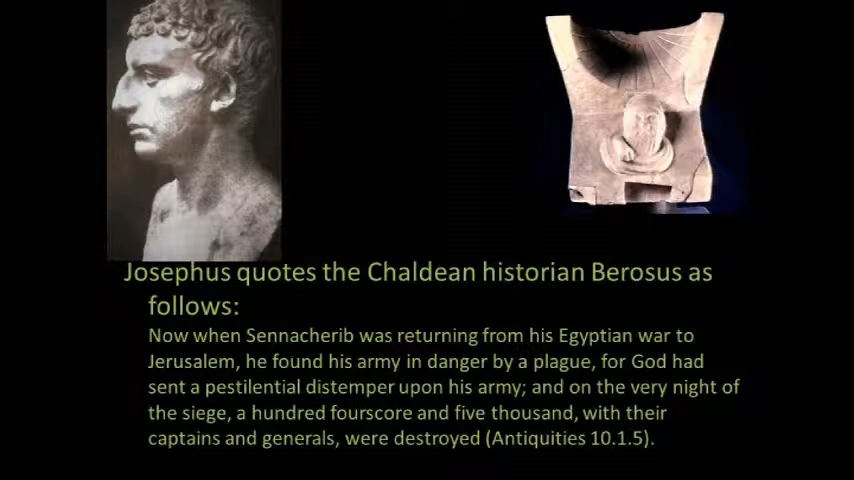 Josephus quotes the Chaldean historian Berosus as
follows:
Now when Sennacherib was returning from his Egyptian war to
Jerusalem, he found his army in danger by a plague, for God had
sent a pestilential distemper upon his army; and on the very night of
the siege, a hundred fourscore and five thousand, with their
captains and generals, were destroyed (Antiquities 10.1.5).